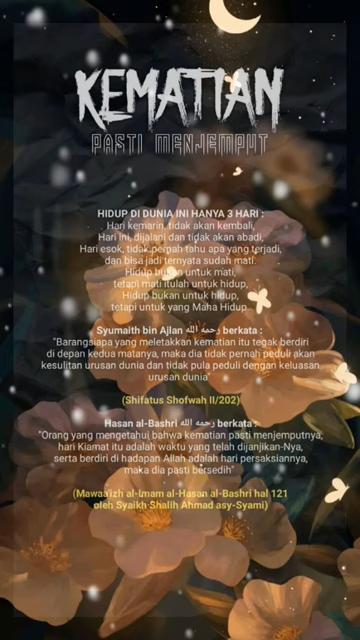 KEMATIAN
PASTI MENJEMPUT
HIDUP DI DUNIA INI HANYA 3 HARI :
Hari kemarin, tidak akan kembali,
Hari ini, dijalani dan tidak akan abadi,
Hari esok, tidak pernah tahu apa yang terjadi,
dan bisa jadi ternyata sudah mati.
Hidup bukan untuk mati,
tetapi mati itulah untuk hidup,
Hidup bukan untuk hidup,
tetapi untuk yang Maha Hidup.
Syumaith bin Ajlan رحمه الله berkata :
"Barangsiapa yang meletakkan kematian itu tegak berdiri
di depan kedua matanya, maka dia tidak pernah peduli akan
kesulitan urusan dunia dan tidak pula peduli dengan keluasan
urusan dunia"
(Shifatus Shofwah II/202)
Hasan al-Bashri رحمه الله berkata :
"Orang yang mengetahui bahwa kematian pasti menjemputnya,
hari Kiamat itu adalah waktu yang telah dijanjikan-Nya,
serta berdiri di hadapan Allah adalah hari persaksiannya,
maka dia pasti bersedih"
(Mawaa'izh al-Imam al-Hasan al-Bashri hal 121
oleh Syaikh Shalih Ahmad asy-Syami)